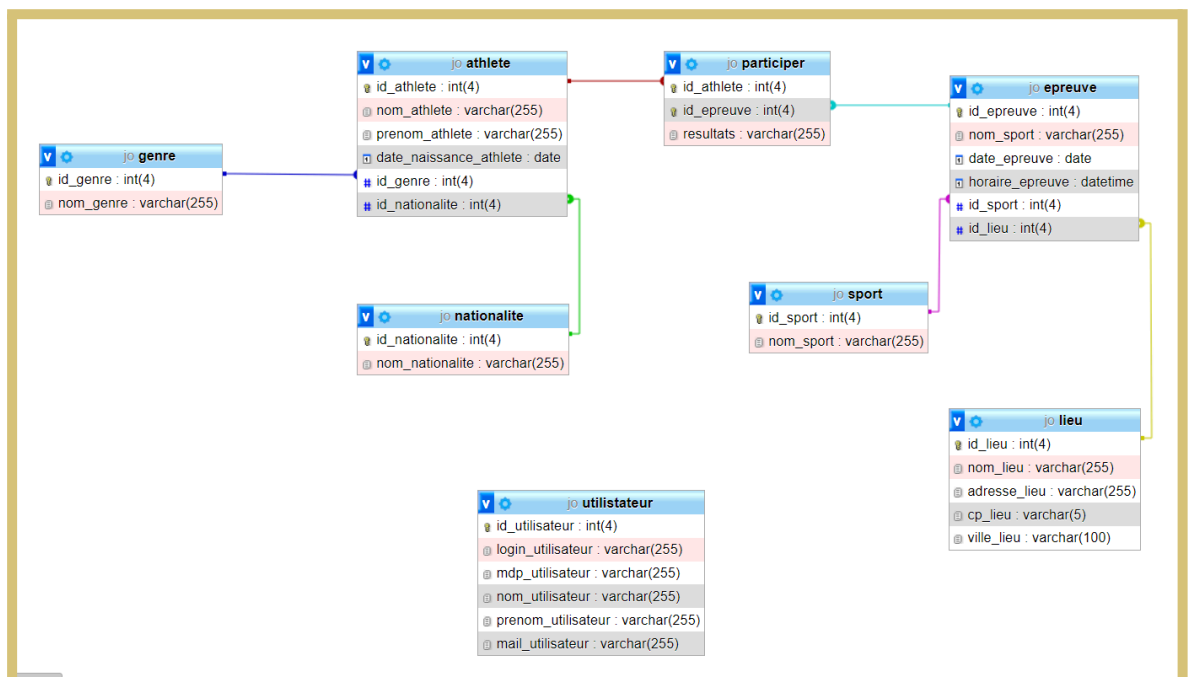 jo genre
id_genre : int(4)
nom_genre : varchar(255)
jo athlete
id_athlete : int(4)
nom_athlete : varchar(255)
prenom_athlete : varchar(255)
date_naissance_athlete : date
id_genre : int(4)
id_nationalite : int(4)
jo participer
id_athlete : int(4)
id_epreuve : int(4)
resultats : varchar(255)
jo epreuve
id_epreuve : int(4)
nom_sport : varchar(255)
date_epreuve : date
horaire_epreuve : datetime
id_sport : int(4)
id_lieu : int(4)
jo nationalite
id_nationalite : int(4)
nom_nationalite : varchar(255)
jo sport
id_sport : int(4)
nom_sport : varchar(255)
jo lieu
id_lieu : int(4)
nom_lieu : varchar(255)
adresse_lieu : varchar(255)
cp_lieu : varchar(5)
ville_lieu : varchar(100)
jo utilistateur
id_utilisateur : int(4)
login_utilisateur : varchar(255)
mdp_utilisateur : varchar(255)
nom_utilisateur : varchar(255)
prenom_utilisateur : varchar(255)
mail_utilisateur : varchar(255)